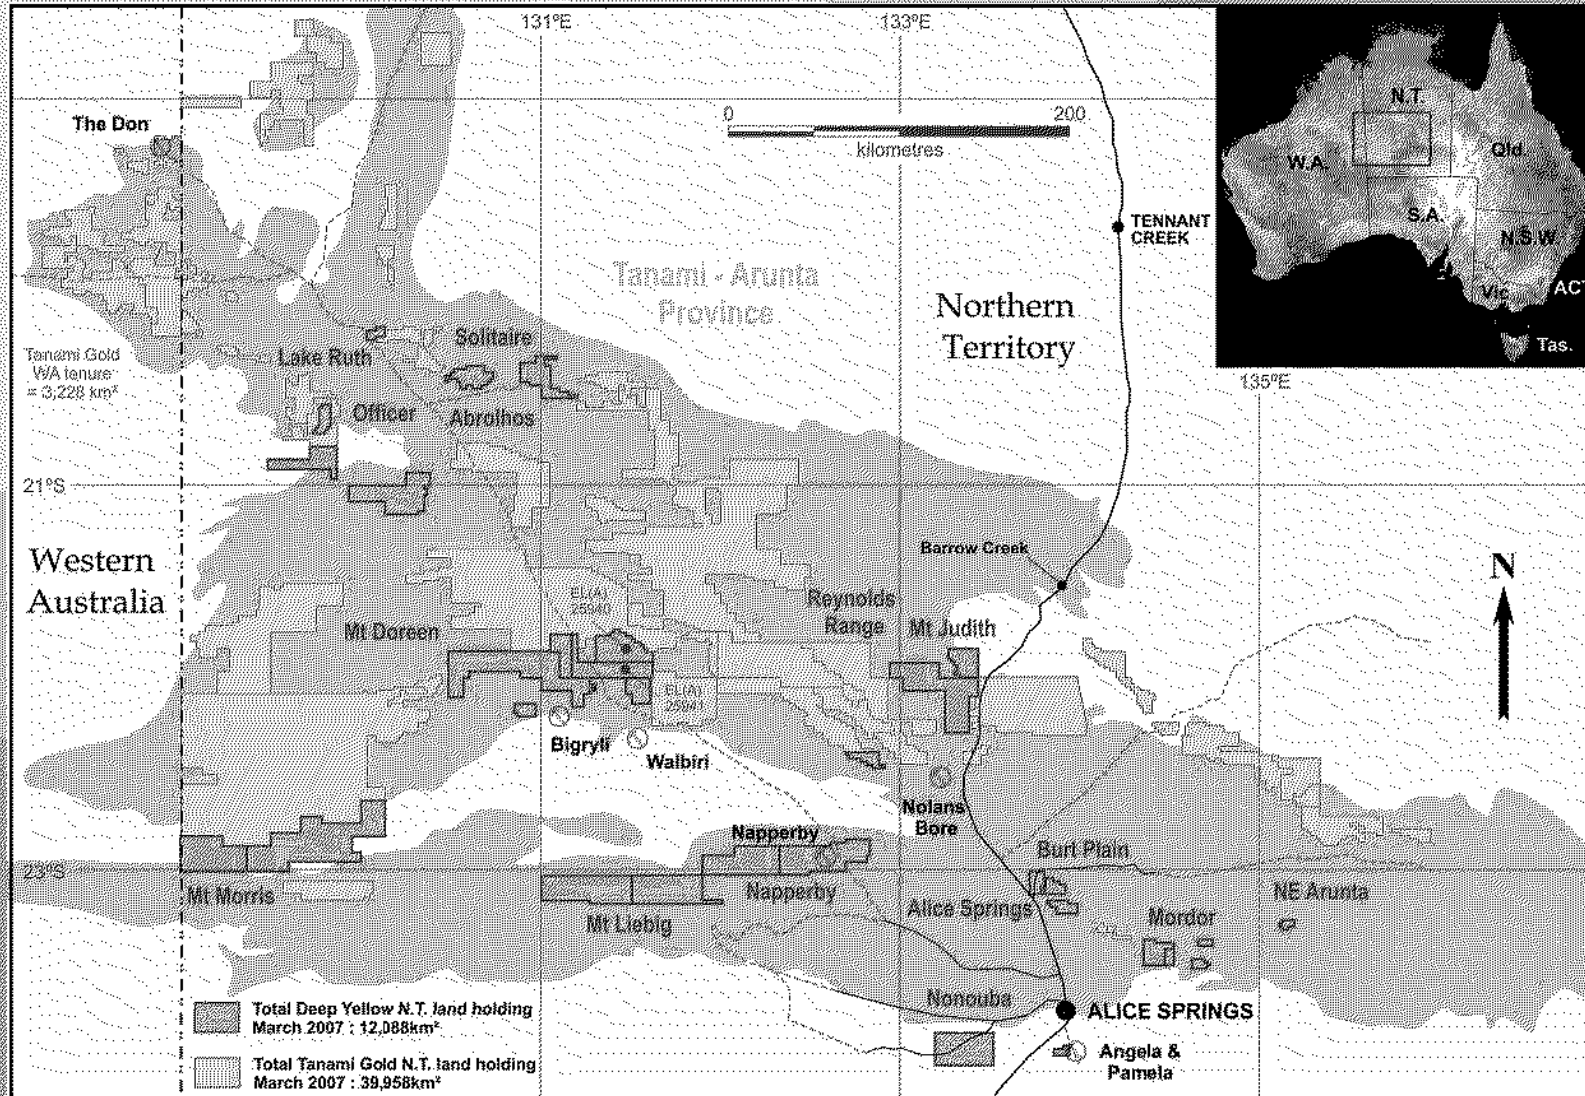 131°E
133°E
The Don
0
200
kilometres
N.T.
W.A.
Qld.
S.A.
N.S.W.
Vic
ACT
Tas.
TENNANT
CREEK
Tanami - Arunta
Province
Northern
Territory
Tanami Gold
WA tenure
= 3,228 km²
Lake Ruth
Solitaire
135°E
Officer
Abrolhos
21°S
Western
Australia
Barrow Creek
N
EL(A)
25940
Reynolds
Range
Mt Doreen
Mt Judith
EL(A)
Bigryli
Walbiri
Nolans
Bore
Napperby
Burt Plain
23°S
Mt Morris
Napperby
NE Arunta
Alice Springs
Mordor
Mt Liebig
Nonouba
ALICE SPRINGS
Total Deep Yellow N.T. land holding
March 2007 : 12,088km²
Angela &
Pamela
Total Tanami Gold N.T. land holding
March 2007 : 39,958km²